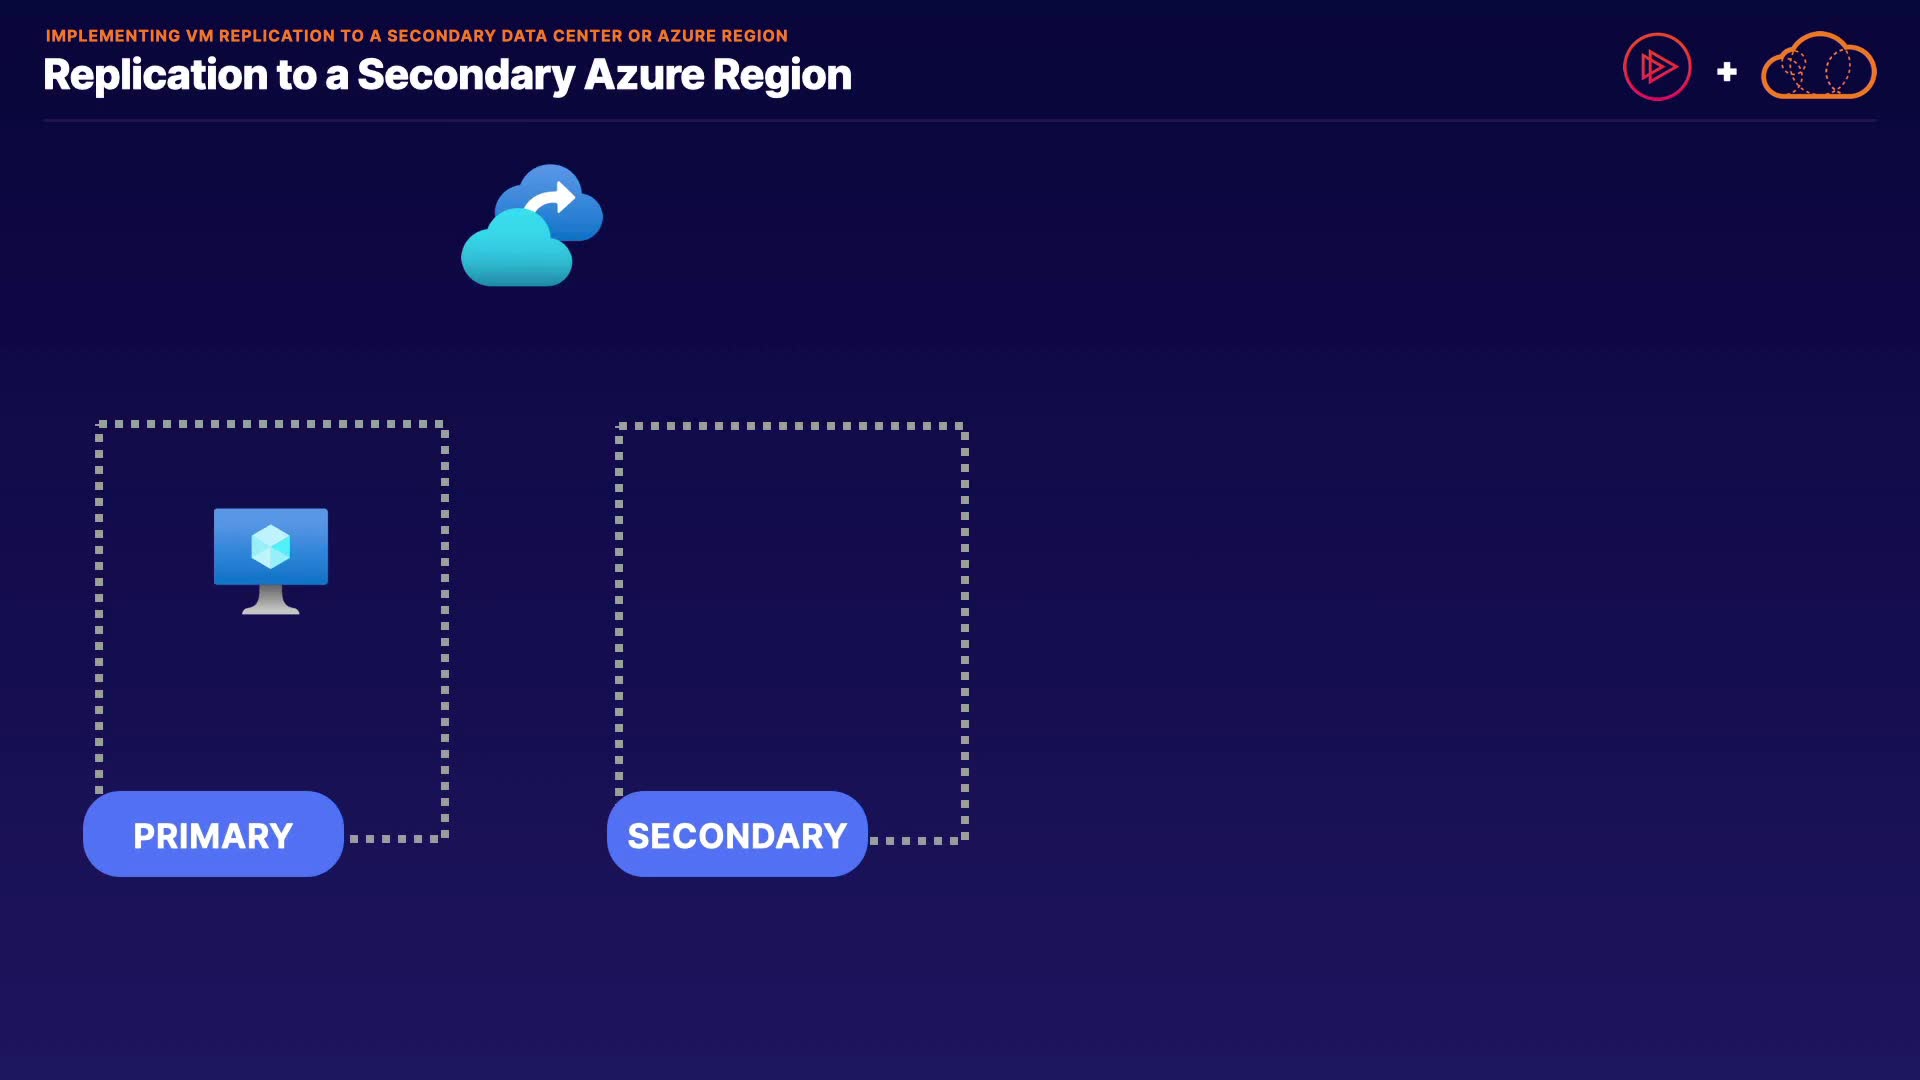 IMPLEMENTING VM REPLICATION TO A SECONDARY DATA CENTER OR AZURE REGION
Replication to a Secondary Azure Region
+
PRIMARY
SECONDARY